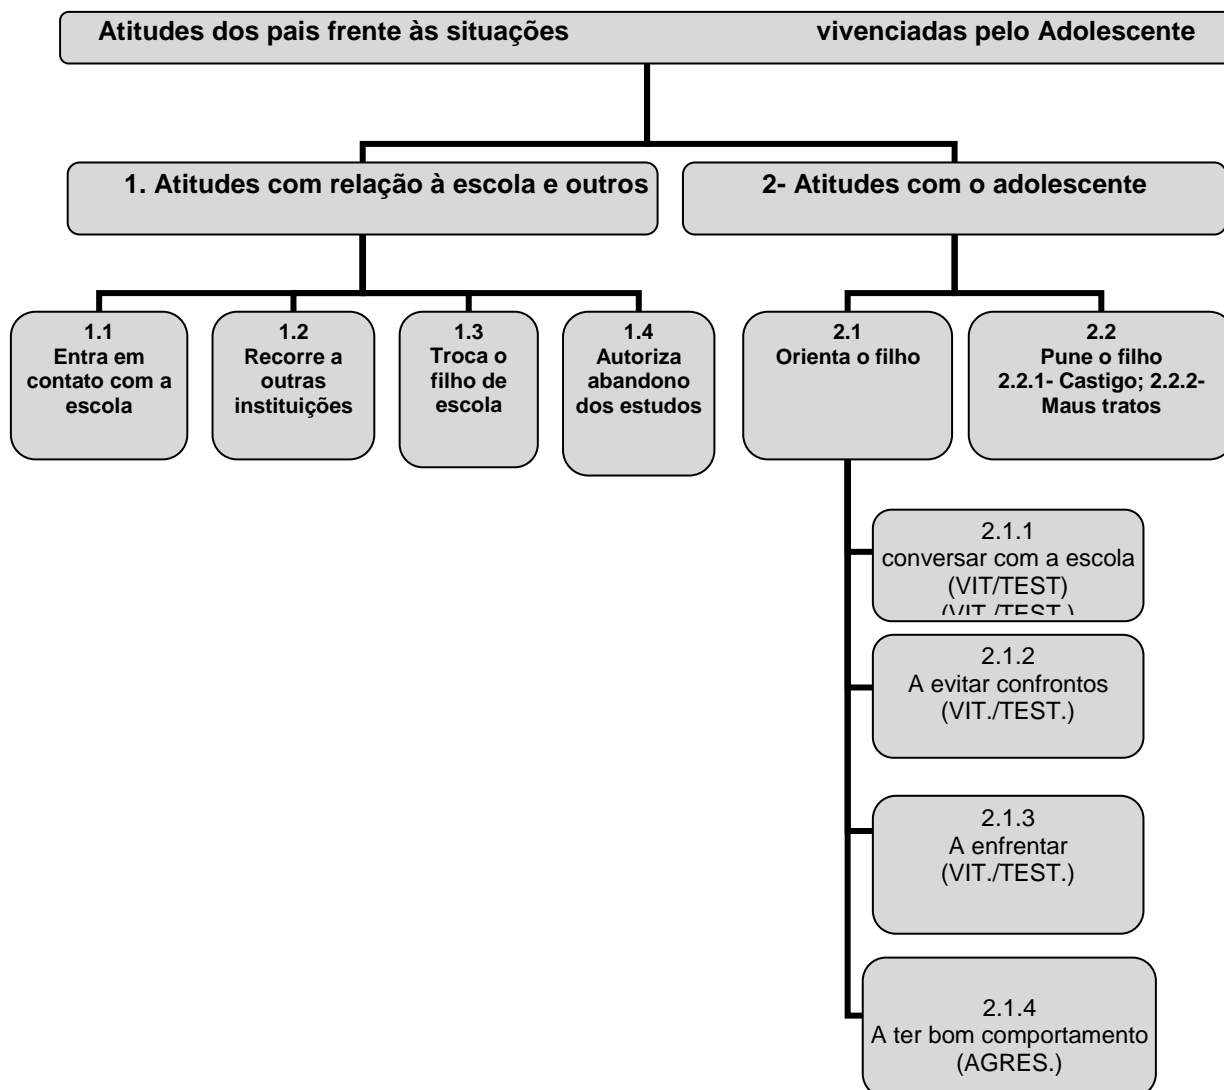 Atitudes dos pais frente às situações vivenciadas pelo Adolescente
1. Atitudes com relação à escola e outros
2- Atitudes com o adolescente
1.1
Entra em
contato com a
escola
1.2
Recorre a
outras
instituições
1.3
Troca o
filho de
escola
1.4
Autoriza
abandono
dos estudos
2.1
Orienta o filho
2.2
Pune o filho
2.2.1- Castigo; 2.2.2-
Maus tratos
2.1.1
conversar com a escola
(VIT/TEST)
(VIT./TEST.)
2.1.2
A evitar confrontos
(VIT./TEST.)
2.1.3
A enfrentar
(VIT./TEST.)
2.1.4
A ter bom comportamento
(AGRES.)